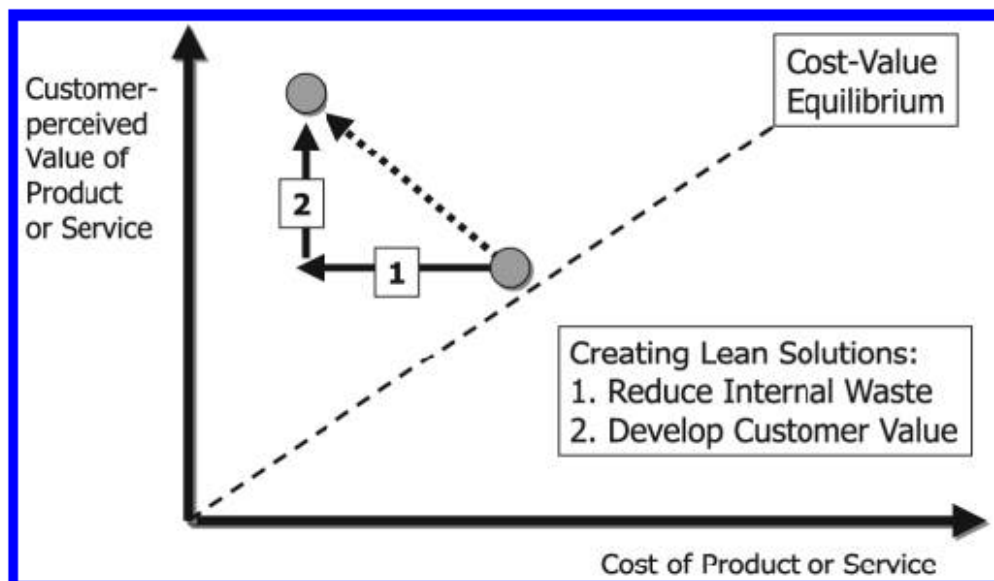 Customer-
perceived
Value of
Product
or Service
Cost-Value
Equilibrium
2
1
Creating Lean Solutions:
1. Reduce Internal Waste
2. Develop Customer Value
Cost of Product or Service